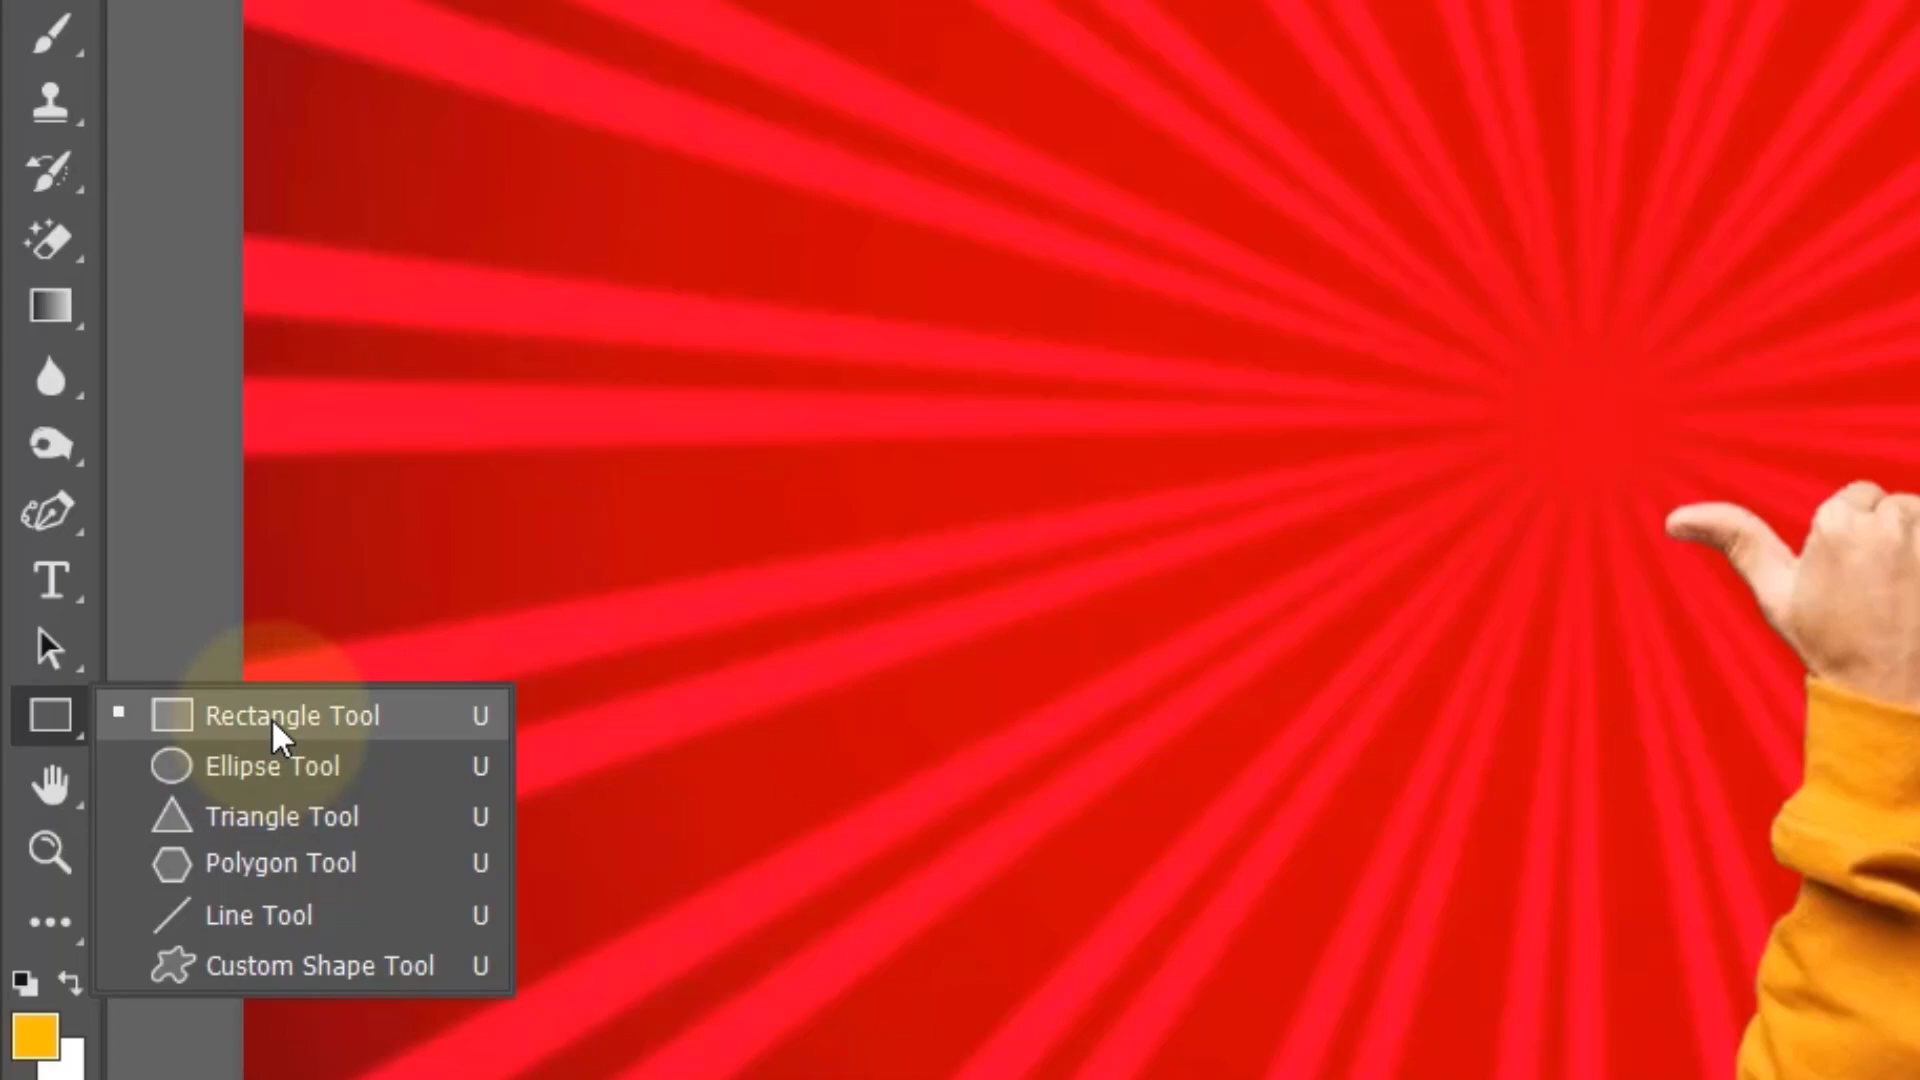 Rectangle Tool U
Ellipse Tool U
Triangle Tool U
Polygon Tool U
Line Tool U
Custom Shape Tool U